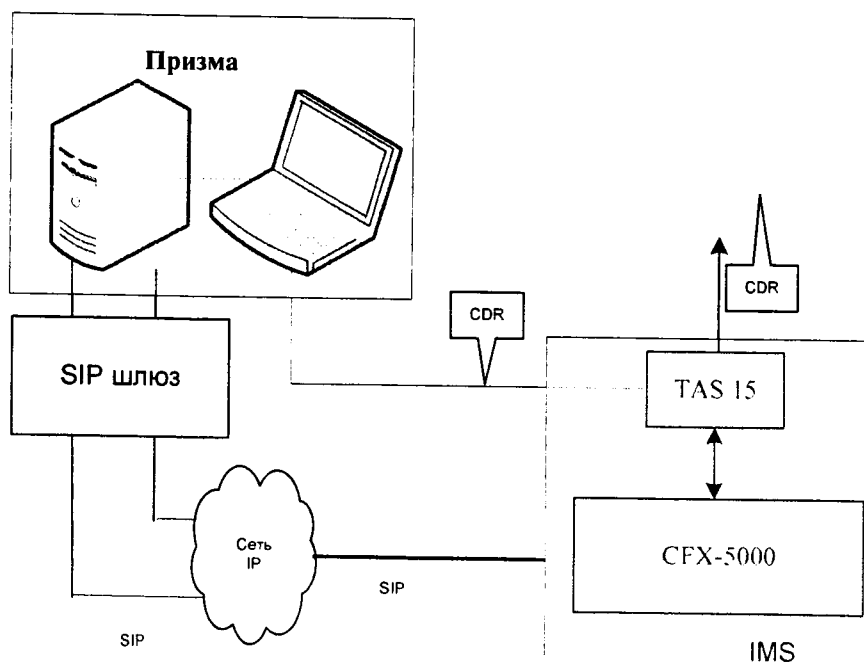 Призма
CDR
CDR
SIP шлюз
TAS 15
Сеть
IP
CFX-5000
SIP
SIP
IMS